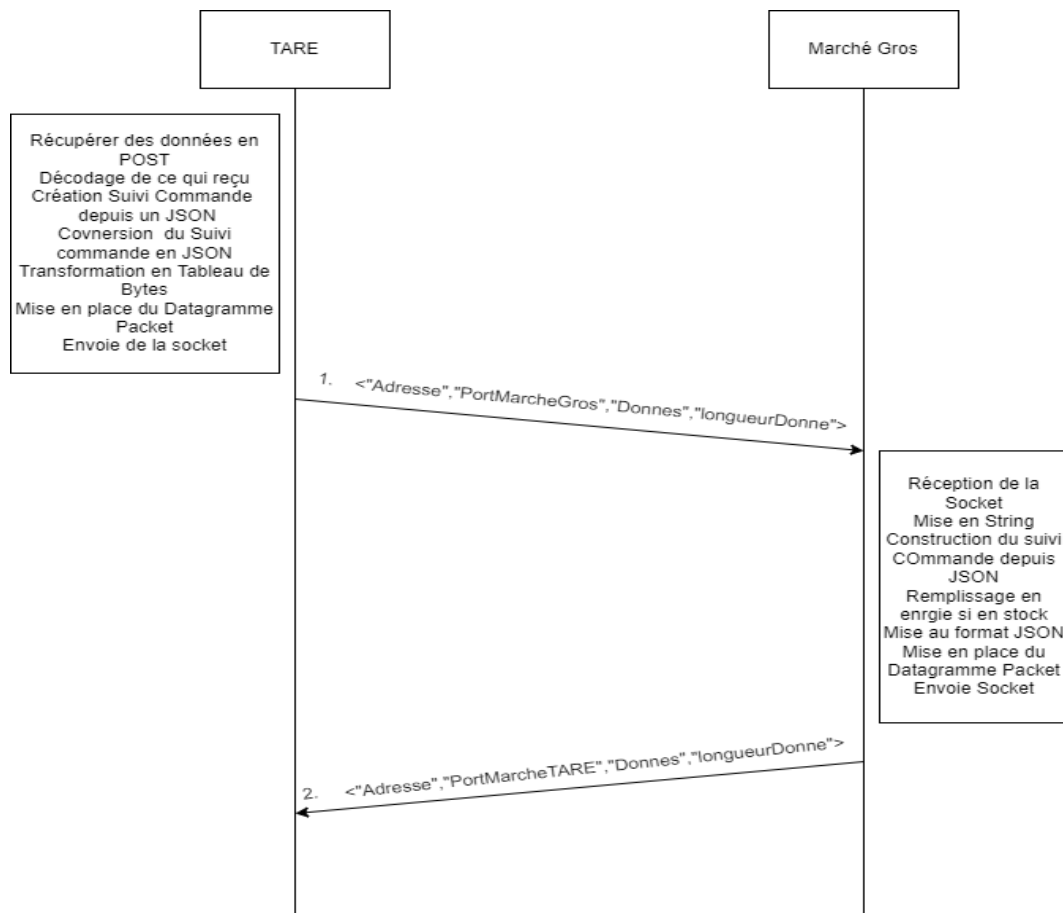 TARE
Marché Gros
Récupérer des données en
POST
Décodage de ce qui reçu
Création Suivi Commande
depuis un JSON
Covnersion du Suivi
commande en JSON
Transformation en Tableau de
Bytes
Mise en place du Datagramme
Packet
Envoie de la socket
1. <"Adresse","PortMarcheGros","Donnes","longueurDonne">
Réception de la
Socket
Mise en String
Construction du suivi
COmmande depuis
JSON
Remplissage en
enrgie si en stock
Mise au format JSON
Mise en place du
Datagramme Packet
Envoie Socket
2. <"Adresse","PortMarcheTARE","Donnes","longueurDonne">